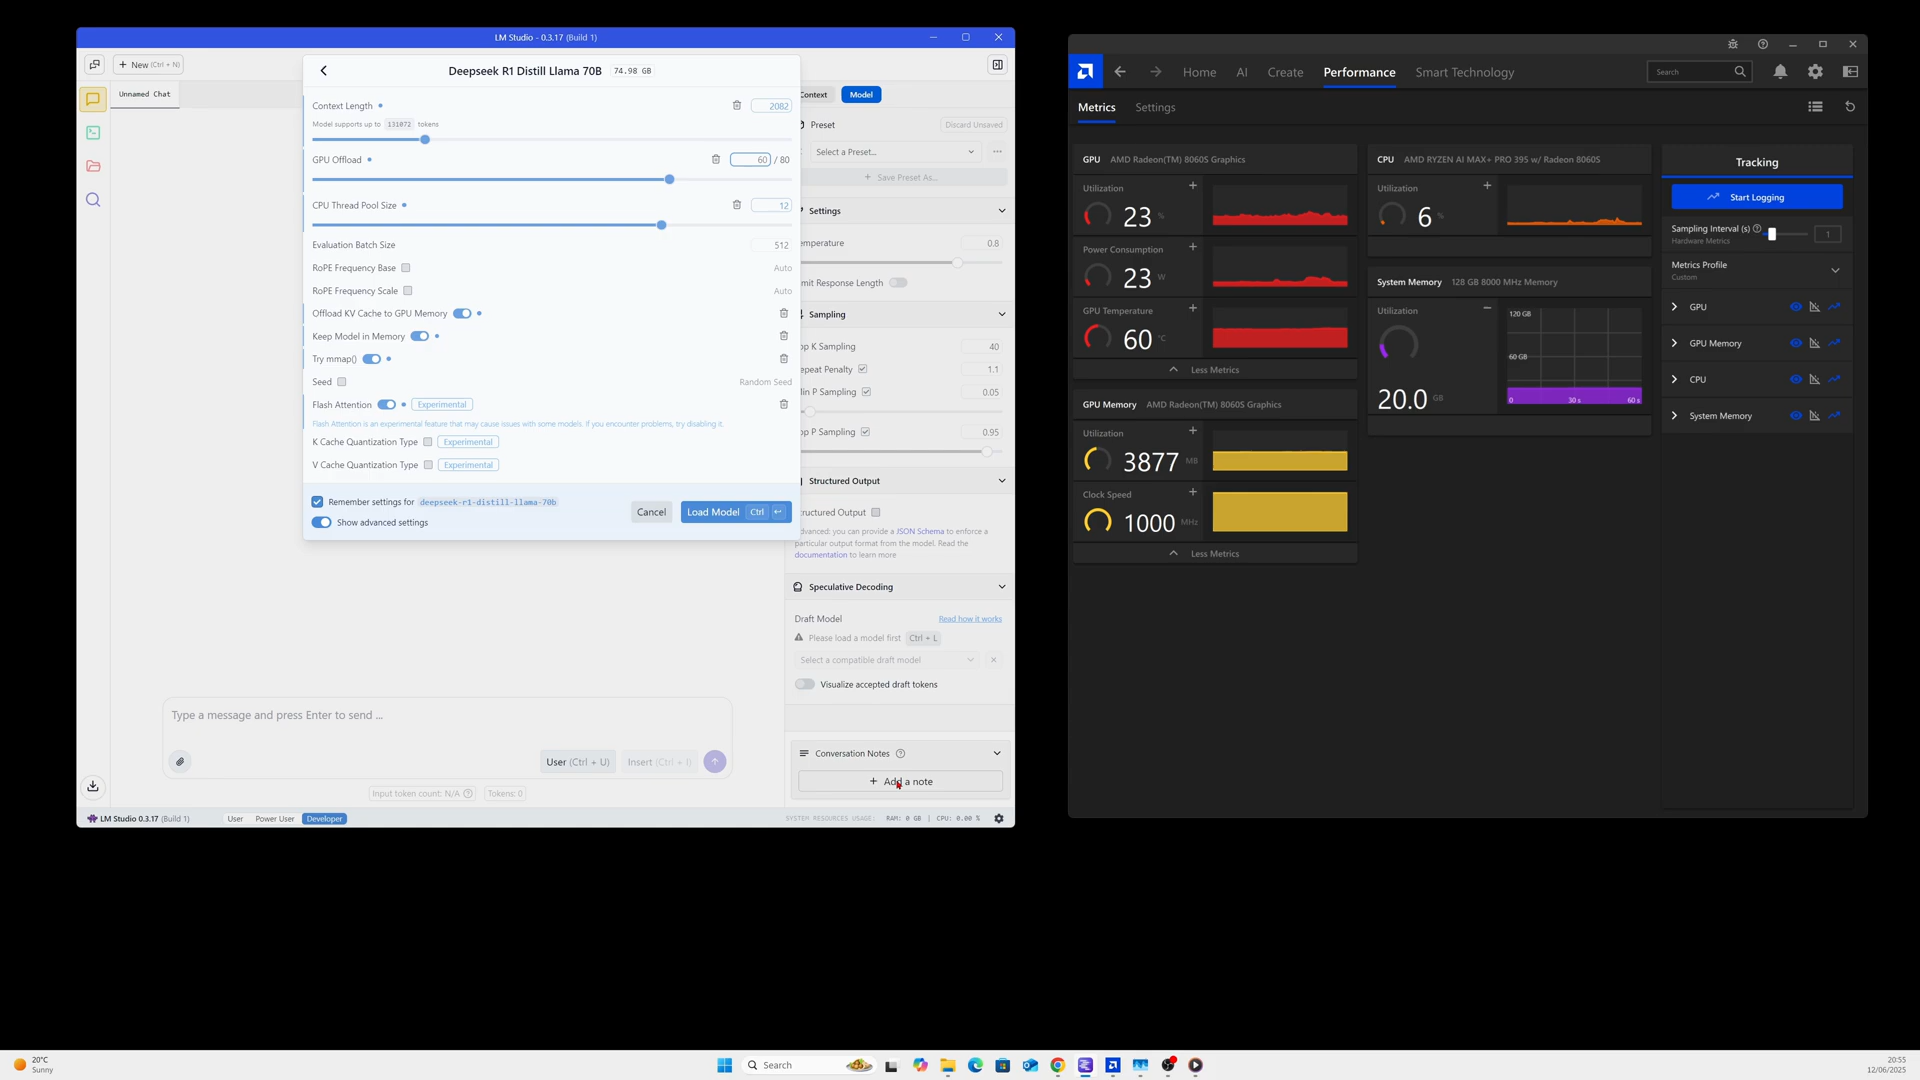 LM Studio - 0.3.17 (Build 1)
New (Ctrl + N)
Unnamed Chat
Deepseek R1 Distill Llama 70B 74.98 GB
Context Length 2082
Model supports up to 131072 tokens
GPU Offload 60 / 80
CPU Thread Pool Size 12
Evaluation Batch Size 512
RoPE Frequency Base Auto
RoPE Frequency Scale Auto
Offload KV Cache to GPU Memory
Keep Model in Memory
Try mmap()
Seed Random Seed
Flash Attention Experimental
Flash Attention is an experimental feature that may cause issues with some models. If you encounter problems, try disabling it.
K Cache Quantization Type Experimental
V Cache Quantization Type Experimental
Remember settings for deepseek-r1-distill-llama-70b
Show advanced settings
Cancel
Load Model Ctrl
ontext Model
Preset Discard Unsaved
Select a Preset...
Save Preset As...
Settings
emperature 0.8
mit Response Length
Sampling
op K Sampling 40
epeat Penalty 1.1
in P Sampling 0.05
op P Sampling 0.95
Structured Output
tructured Output
dvanced: you can provide a JSON Schema to enforce a
particular output format from the model. Read the
documentation to learn more
Speculative Decoding
Draft Model Read how it works
Please load a model first Ctrl + L
Select a compatible draft model
Visualize accepted draft tokens
Conversation Notes
Add a note
Type a message and press Enter to send ...
User (Ctrl + U) Insert (Ctrl + I)
Input token count: N/A Tokens: 0
LM Studio 0.3.17 (Build 1) User Power User Developer
SYSTEM RESOURCES USAGE: RAM: 0 GB | CPU: 0.00 %
Home AI Create Performance Smart Technology Search
Metrics Settings
GPU AMD Radeon(TM) 8060S Graphics
Utilization
23 %
Power Consumption
23 W
GPU Temperature
60 °C
Less Metrics
GPU Memory AMD Radeon(TM) 8060S Graphics
Utilization
3877 MB
Clock Speed
1000 MHz
Less Metrics
CPU AMD RYZEN AI MAX+ PRO 395 w/ Radeon 8060S
Utilization
6 %
System Memory 128 GB 8000 MHz Memory
Utilization
20.0 GB
120 GB
60 GB
0 30 s 60 s
Tracking
Start Logging
Sampling Interval (s) 1
Hardware Metrics
Metrics Profile
Custom
GPU
GPU Memory
CPU
System Memory
20°C
Sunny
Search
20:55
12/06/2025